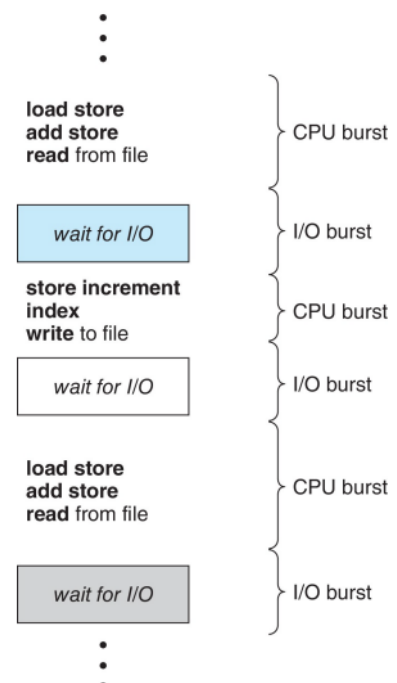 load store
add store
read from file
CPU burst
wait for I/O
I/O burst
store increment
index
write to file
CPU burst
wait for I/O
I/O burst
load store
add store
read from file
CPU burst
wait for I/O
I/O burst